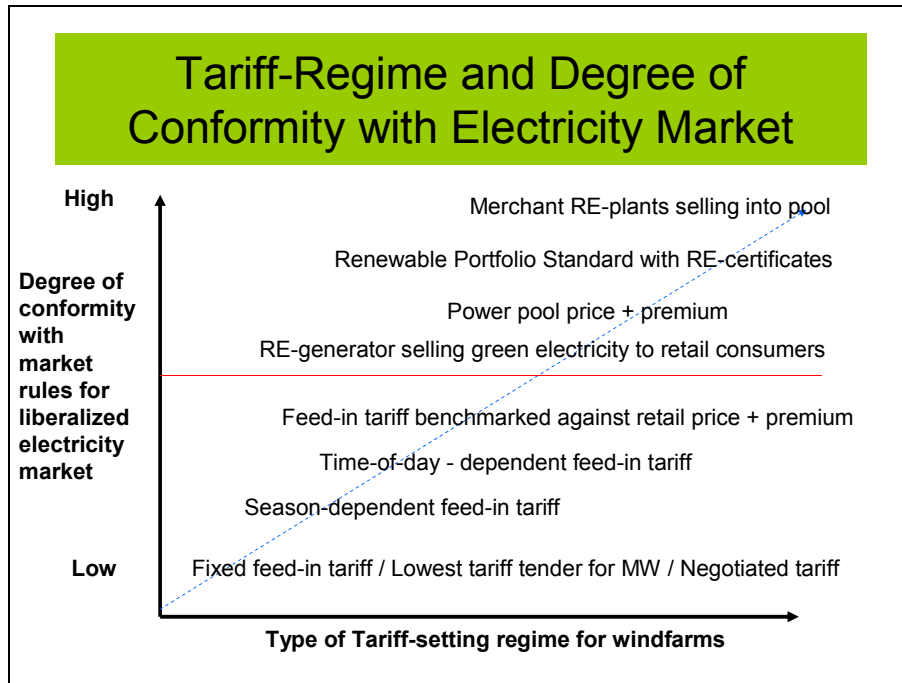 Tariff-Regime and Degree of
Conformity with Electricity Market
High
Merchant RE-plants selling into pool
Renewable Portfolio Standard with RE-certificates
Degree of
conformity
with
market
rules for
liberalized
electricity
market
Power pool price + premium
RE-generator selling green electricity to retail consumers
Feed-in tariff benchmarked against retail price + premium
Time-of-day - dependent feed-in tariff
Season-dependent feed-in tariff
Low
Fixed feed-in tariff / Lowest tariff tender for MW / Negotiated tariff
Type of Tariff-setting regime for windfarms